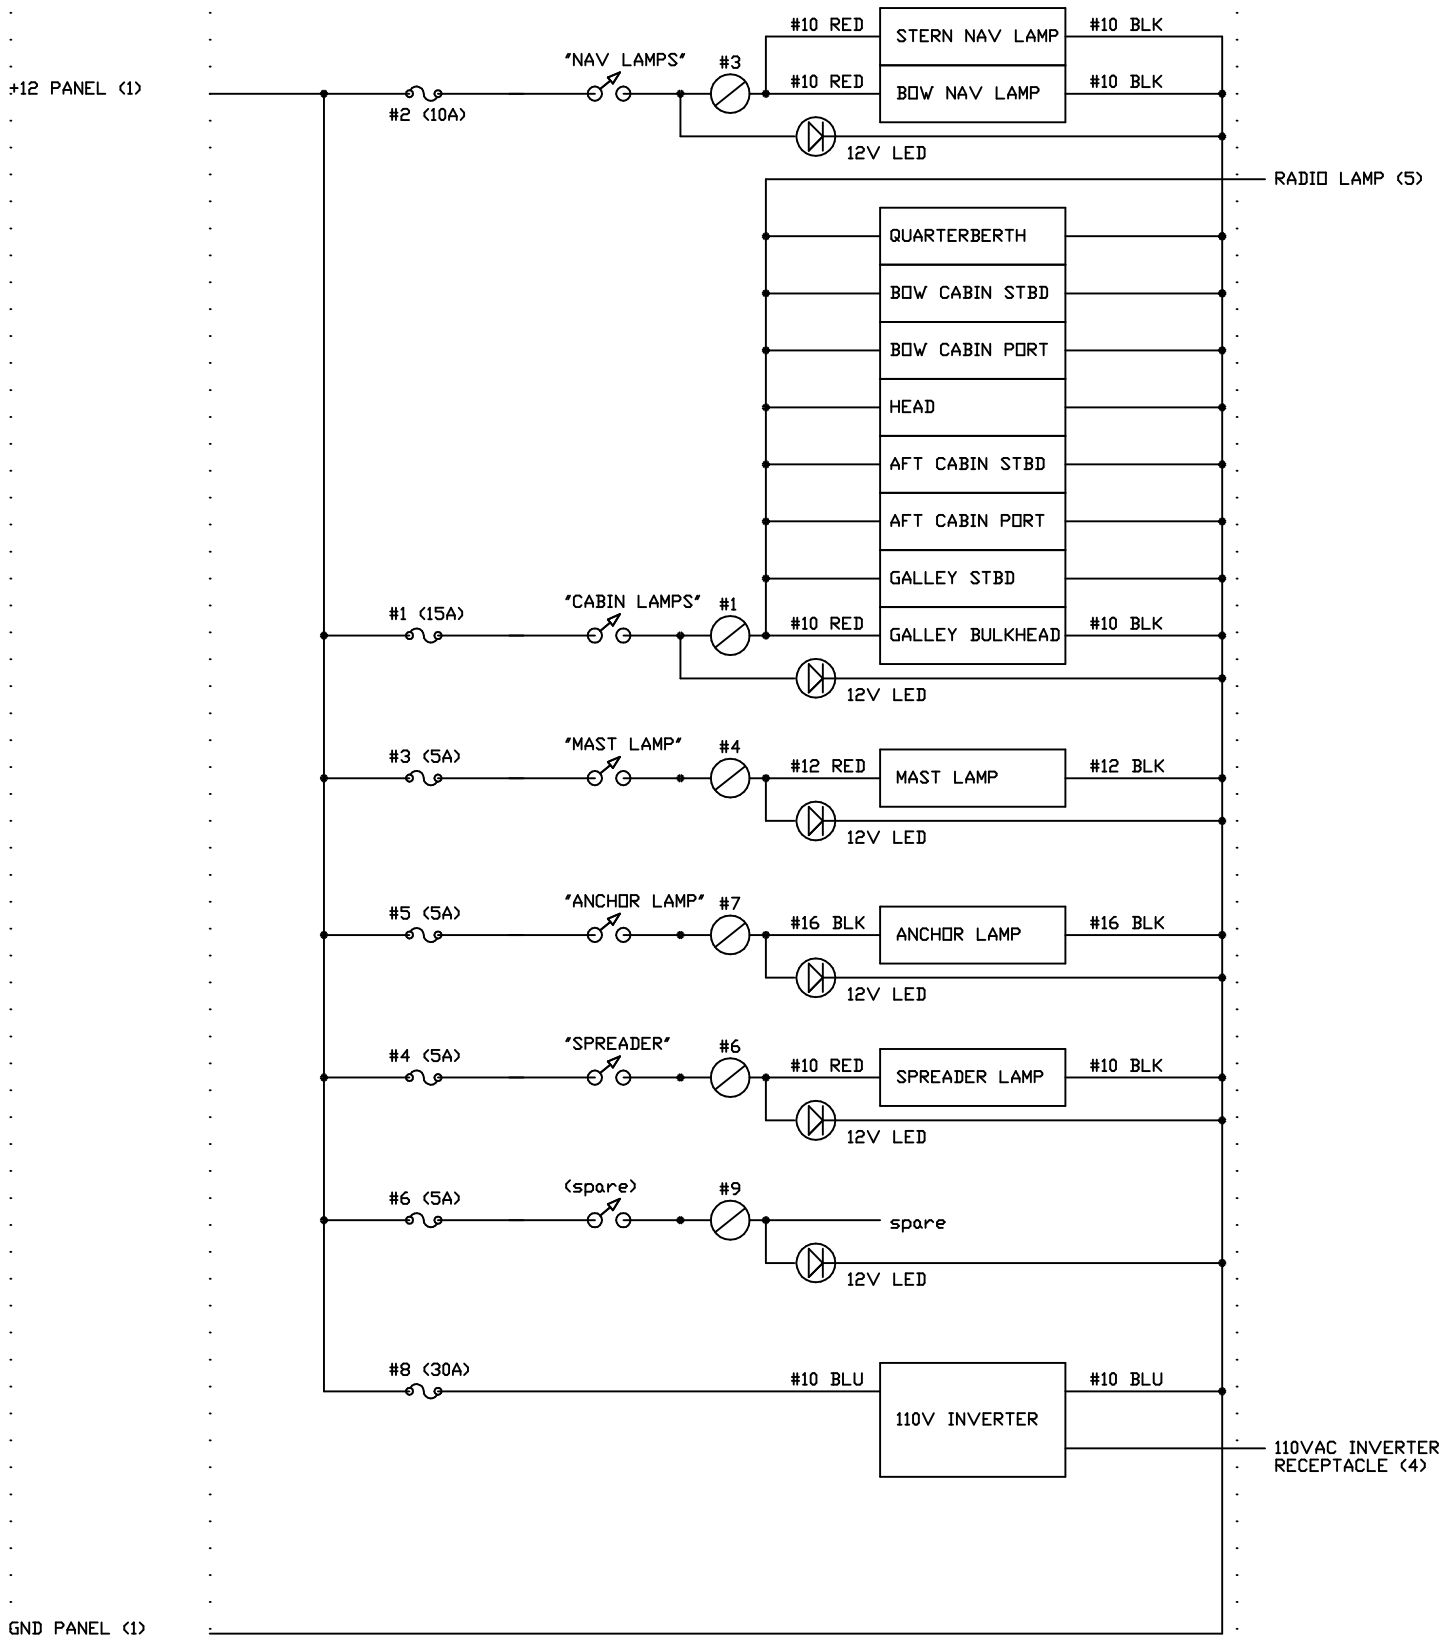 #10 RED
STERN NAV LAMP
#10 BLK
"NAV LAMPS"
#3
+12 PANEL (1)
#2 (10A)
#10 RED
BOW NAV LAMP
#10 BLK
12V LED
RADIO LAMP (5)
QUARTERBERTH
BOW CABIN STBD
BOW CABIN PORT
HEAD
AFT CABIN STBD
AFT CABIN PORT
GALLEY STBD
#1 (15A)
"CABIN LAMPS"
#1
#10 RED
GALLEY BULKHEAD
#10 BLK
12V LED
#3 (5A)
"MAST LAMP"
#4
#12 RED
MAST LAMP
#12 BLK
12V LED
#5 (5A)
"ANCHOR LAMP"
#7
#16 BLK
ANCHOR LAMP
#16 BLK
12V LED
#4 (5A)
"SPREADER"
#6
#10 RED
SPREADER LAMP
#10 BLK
12V LED
#6 (5A)
(spare)
#9
spare
12V LED
#8 (30A)
#10 BLU
110V INVERTER
#10 BLU
110VAC INVERTER
RECEPTACLE (4)
GND PANEL (1)